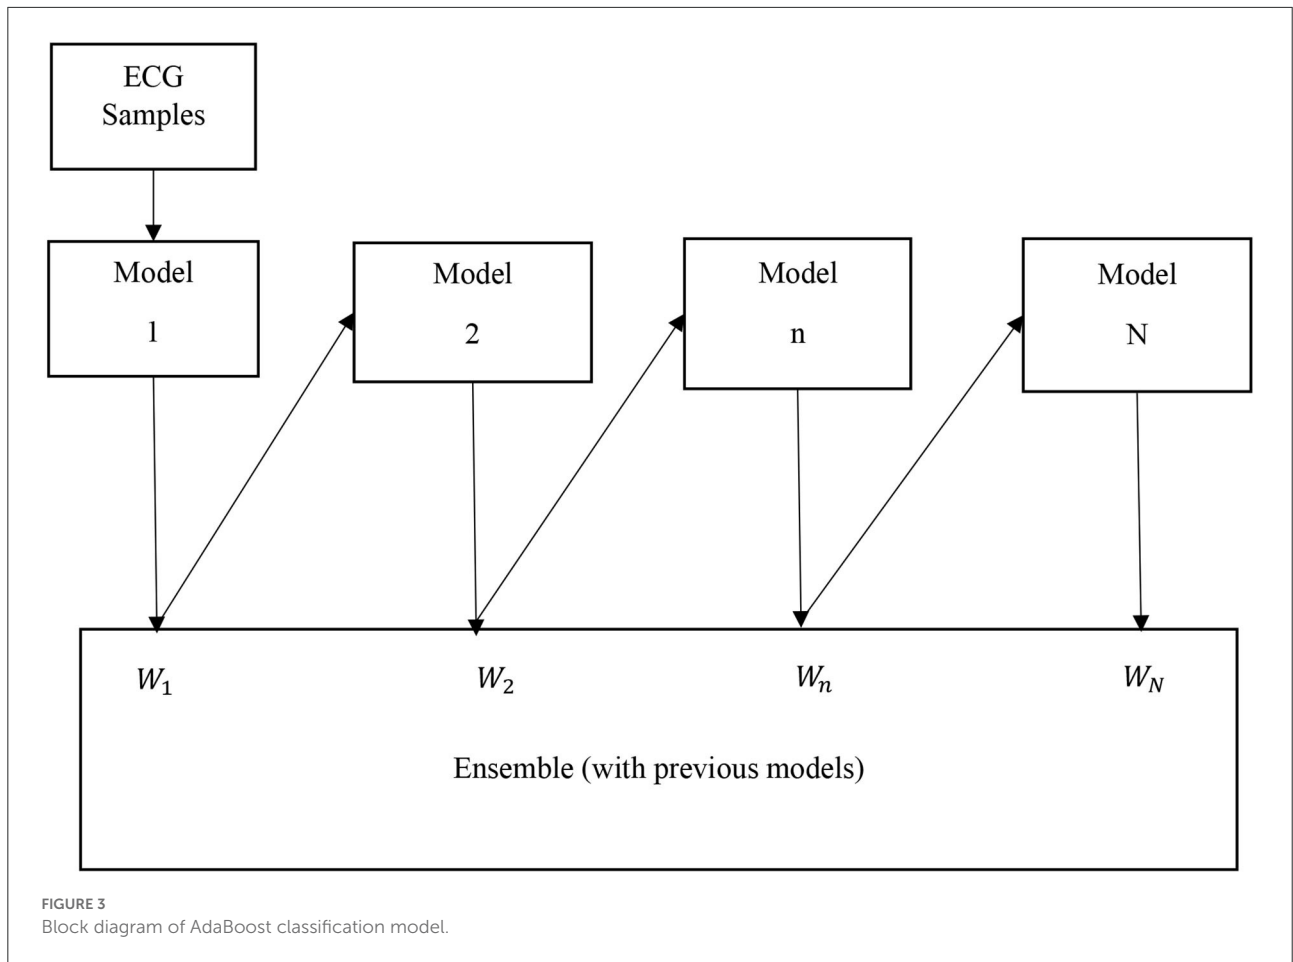 ECG
Samples
Model
1
Model
2
Model
n
Model
N
W₁
W₂
Wₙ
W_N
Ensemble (with previous models)
FIGURE 3
Block diagram of AdaBoost classification model.